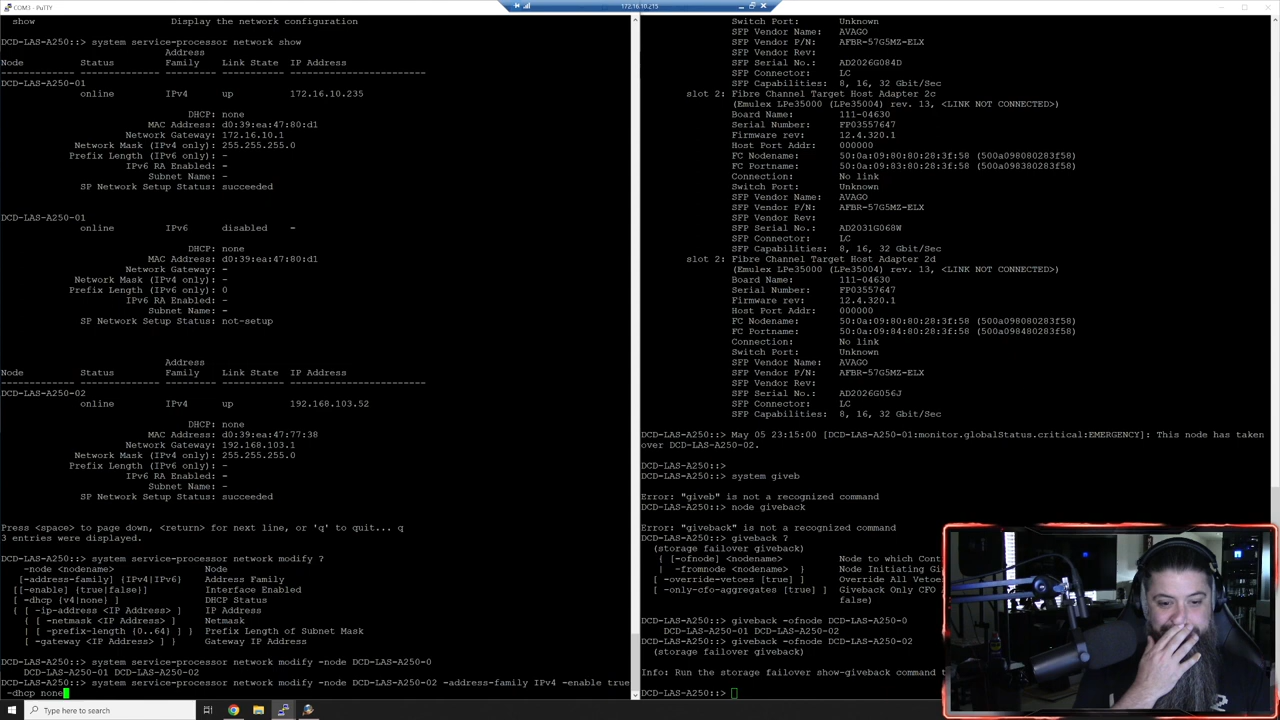 COM3 - PuTTY
172.16.10.215
show Display the network configuration
DCD-LAS-A250::> system service-processor network show
Address
Node Status Family Link State IP Address
DCD-LAS-A250-01
online IPv4 up 172.16.10.235
DHCP: none
MAC Address: d0:39:ea:47:80:d1
Network Gateway: 172.16.10.1
Network Mask (IPv4 only): 255.255.255.0
Prefix Length (IPv6 only): -
IPv6 RA Enabled: -
Subnet Name: -
SP Network Setup Status: succeeded
DCD-LAS-A250-01
online IPv6 disabled -
DHCP: none
MAC Address: d0:39:ea:47:80:d1
Network Gateway: -
Network Mask (IPv4 only): -
Prefix Length (IPv6 only): 0
IPv6 RA Enabled: -
Subnet Name: -
SP Network Setup Status: not-setup
Address
Node Status Family Link State IP Address
DCD-LAS-A250-02
online IPv4 up 192.168.103.52
DHCP: none
MAC Address: d0:39:ea:47:77:38
Network Gateway: 192.168.103.1
Network Mask (IPv4 only): 255.255.255.0
Prefix Length (IPv6 only): -
IPv6 RA Enabled: -
Subnet Name: -
SP Network Setup Status: succeeded
Press <space> to page down, <return> for next line, or 'q' to quit... q
3 entries were displayed.
DCD-LAS-A250::> system service-processor network modify ?
-node <nodename> Node
[-address-family] {IPv4|IPv6} Address Family
[[-enable] {true|false}] Interface Enabled
[ -dhcp {v4|none} ] DHCP Status
{ [ -ip-address <IP Address> ] IP Address
{ [ -netmask <IP Address> ] Netmask
| [ -prefix-length {0..64} ] } Prefix Length of Subnet Mask
[ -gateway <IP Address> ] } Gateway IP Address
DCD-LAS-A250::> system service-processor network modify -node DCD-LAS-A250-0
DCD-LAS-A250-01 DCD-LAS-A250-02
DCD-LAS-A250::> system service-processor network modify -node DCD-LAS-A250-02 -address-family IPv4 -enable true
-dhcp none
Switch Port: Unknown
SFP Vendor Name: AVAGO
SFP Vendor P/N: AFBR-57G5MZ-ELX
SFP Vendor Rev:
SFP Serial No.: AD2026G084D
SFP Connector: LC
SFP Capabilities: 8, 16, 32 Gbit/Sec
slot 2: Fibre Channel Target Host Adapter 2c
(Emulex LPe35000 (LPe35004) rev. 13, <LINK NOT CONNECTED>)
Board Name: 111-04630
Serial Number: FP03557647
Firmware rev: 12.4.320.1
Host Port Addr: 000000
FC Nodename: 50:0a:09:80:80:28:3f:58 (500a098080283f58)
FC Portname: 50:0a:09:83:80:28:3f:58 (500a098380283f58)
Connection: No link
Switch Port: Unknown
SFP Vendor Name: AVAGO
SFP Vendor P/N: AFBR-57G5MZ-ELX
SFP Vendor Rev:
SFP Serial No.: AD2031G068W
SFP Connector: LC
SFP Capabilities: 8, 16, 32 Gbit/Sec
slot 2: Fibre Channel Target Host Adapter 2d
(Emulex LPe35000 (LPe35004) rev. 13, <LINK NOT CONNECTED>)
Board Name: 111-04630
Serial Number: FP03557647
Firmware rev: 12.4.320.1
Host Port Addr: 000000
FC Nodename: 50:0a:09:80:80:28:3f:58 (500a098080283f58)
FC Portname: 50:0a:09:84:80:28:3f:58 (500a098480283f58)
Connection: No link
Switch Port: Unknown
SFP Vendor Name: AVAGO
SFP Vendor P/N: AFBR-57G5MZ-ELX
SFP Vendor Rev:
SFP Serial No.: AD2026G056J
SFP Connector: LC
SFP Capabilities: 8, 16, 32 Gbit/Sec
DCD-LAS-A250::> May 05 23:15:00 [DCD-LAS-A250-01:monitor.globalStatus.critical:EMERGENCY]: This node has taken
over DCD-LAS-A250-02.
DCD-LAS-A250::>
DCD-LAS-A250::> system giveb
Error: "giveb" is not a recognized command
DCD-LAS-A250::> node giveback
Error: "giveback" is not a recognized command
DCD-LAS-A250::> giveback ?
(storage failover giveback)
{ [-ofnode] <nodename> Node to which Cont
| -fromnode <nodename> } Node Initiating Gi
[ -override-vetoes [true] ] Override All Vetoe
[ -only-cfo-aggregates [true] ] Giveback Only CFO
false)
DCD-LAS-A250::> giveback -ofnode DCD-LAS-A250-0
DCD-LAS-A250-01 DCD-LAS-A250-02
DCD-LAS-A250::> giveback -ofnode DCD-LAS-A250-02
(storage failover giveback)
Info: Run the storage failover show-giveback command t
DCD-LAS-A250::>
Type here to search